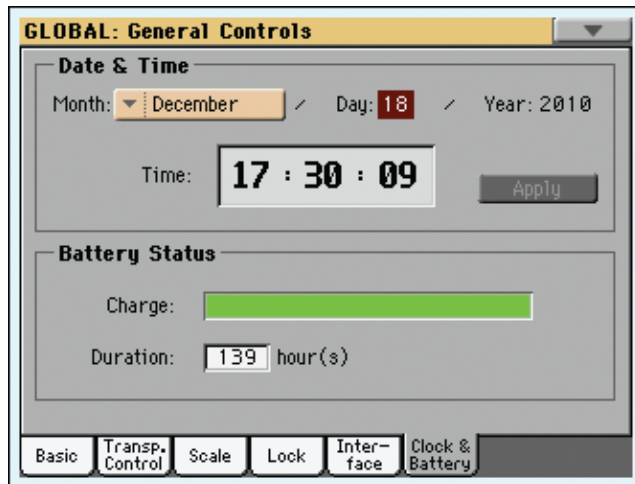 GLOBAL: General Controls
Date & Time
Month: December / Day: 18 / Year: 2010
Time: 17 : 30 : 09
Apply
Battery Status
Charge:
Duration: 139 hour(s)
Basic
Transp.
Control
Scale
Lock
Inter-
face
Clock &
Battery